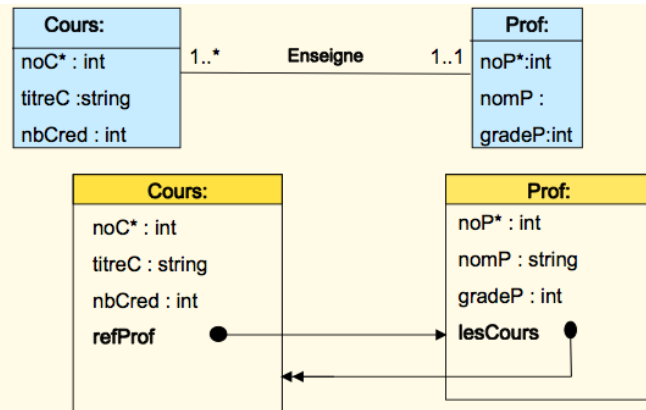 Cours:
noC* : int
titreC :string
nbCred : int
1..*
Enseigne
1..1
Prof:
noP*:int
nomP :
gradeP:int
Cours:
noC* : int
titreC : string
nbCred : int
refProf
Prof:
noP* : int
nomP : string
gradeP : int
lesCours